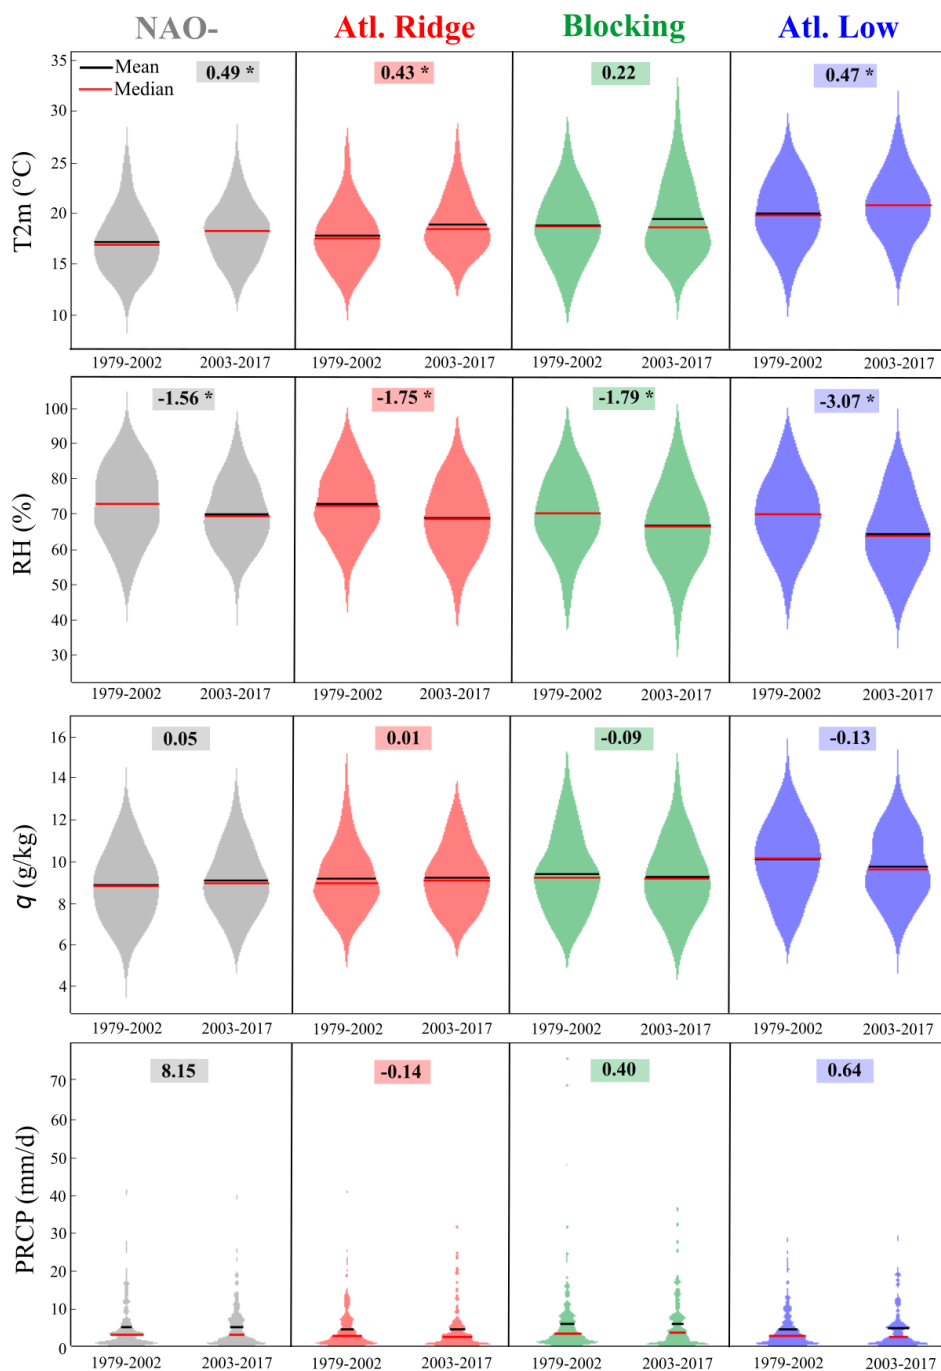 NAO- Atl. Ridge Blocking Atl. Low
Mean
Median
0.49 * 0.43 * 0.22 0.47 *
T2m (°C)
35
30
25
20
15
10
1979-2002 2003-2017 1979-2002 2003-2017 1979-2002 2003-2017 1979-2002 2003-2017
-1.56 * -1.75 * -1.79 * -3.07 *
RH (%)
100
90
80
70
60
50
40
30
1979-2002 2003-2017 1979-2002 2003-2017 1979-2002 2003-2017 1979-2002 2003-2017
0.05 0.01 -0.09 -0.13
q (g/kg)
16
14
12
10
8
6
4
1979-2002 2003-2017 1979-2002 2003-2017 1979-2002 2003-2017 1979-2002 2003-2017
8.15 -0.14 0.40 0.64
PRCP (mm/d)
70
60
50
40
30
20
10
0
1979-2002 2003-2017 1979-2002 2003-2017 1979-2002 2003-2017 1979-2002 2003-2017